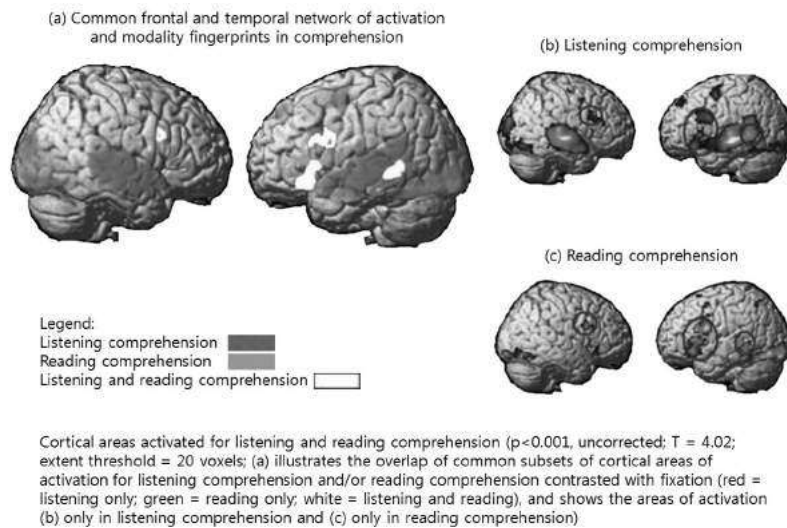 (a) Common frontal and temporal network of activation
and modality fingerprints in comprehension
(b) Listening comprehension
(c) Reading comprehension
Legend:
Listening comprehension
Reading comprehension
Listening and reading comprehension
Cortical areas activated for listening and reading comprehension (p<0.001, uncorrected; T = 4.02;
extent threshold = 20 voxels; (a) illustrates the overlap of common subsets of cortical areas of
activation for listening comprehension and/or reading comprehension contrasted with fixation (red =
listening only; green = reading only; white = listening and reading), and shows the areas of activation
(b) only in listening comprehension and (c) only in reading comprehension)